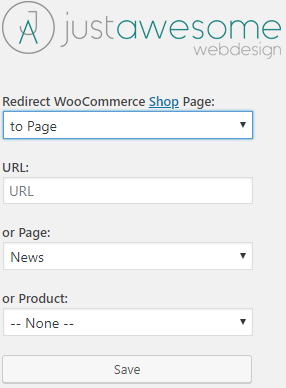 JA justawesome
webdesign
Redirect WooCommerce Shop Page:
to Page
URL:
URL
or Page:
News
or Product:
-- None --
Save